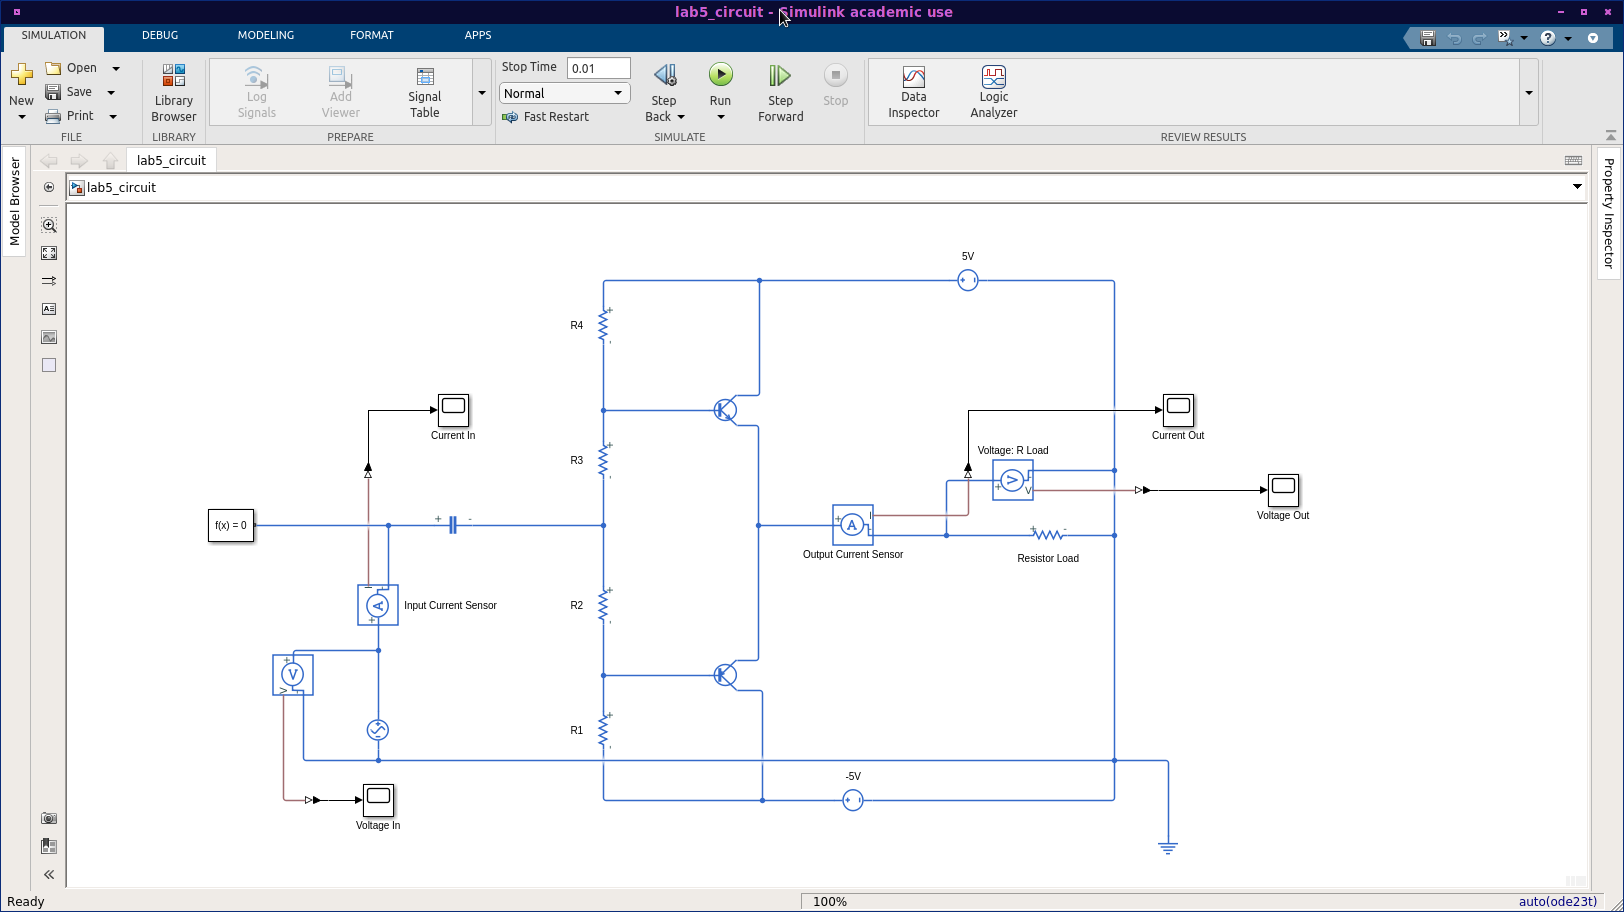 lab5_circuit - Simulink academic use
SIMULATION
DEBUG
MODELING
FORMAT
APPS
New
Open
Save
Print
FILE
Library
Browser
LIBRARY
Log
Signals
Add
Viewer
Signal
Table
PREPARE
Stop Time
0.01
Normal
Fast Restart
Step
Back
Run
Step
Forward
Stop
SIMULATE
Data
Inspector
Logic
Analyzer
REVIEW RESULTS
Model Browser
lab5_circuit
lab5_circuit
Property Inspector
5V
R4
Current In
R3
f(x) = 0
Input Current Sensor
V
V
R2
R1
Voltage In
A
I
Output Current Sensor
Voltage: R Load
V
V
Current Out
Voltage Out
Resistor Load
-5V
Ready
100%
auto(ode23t)